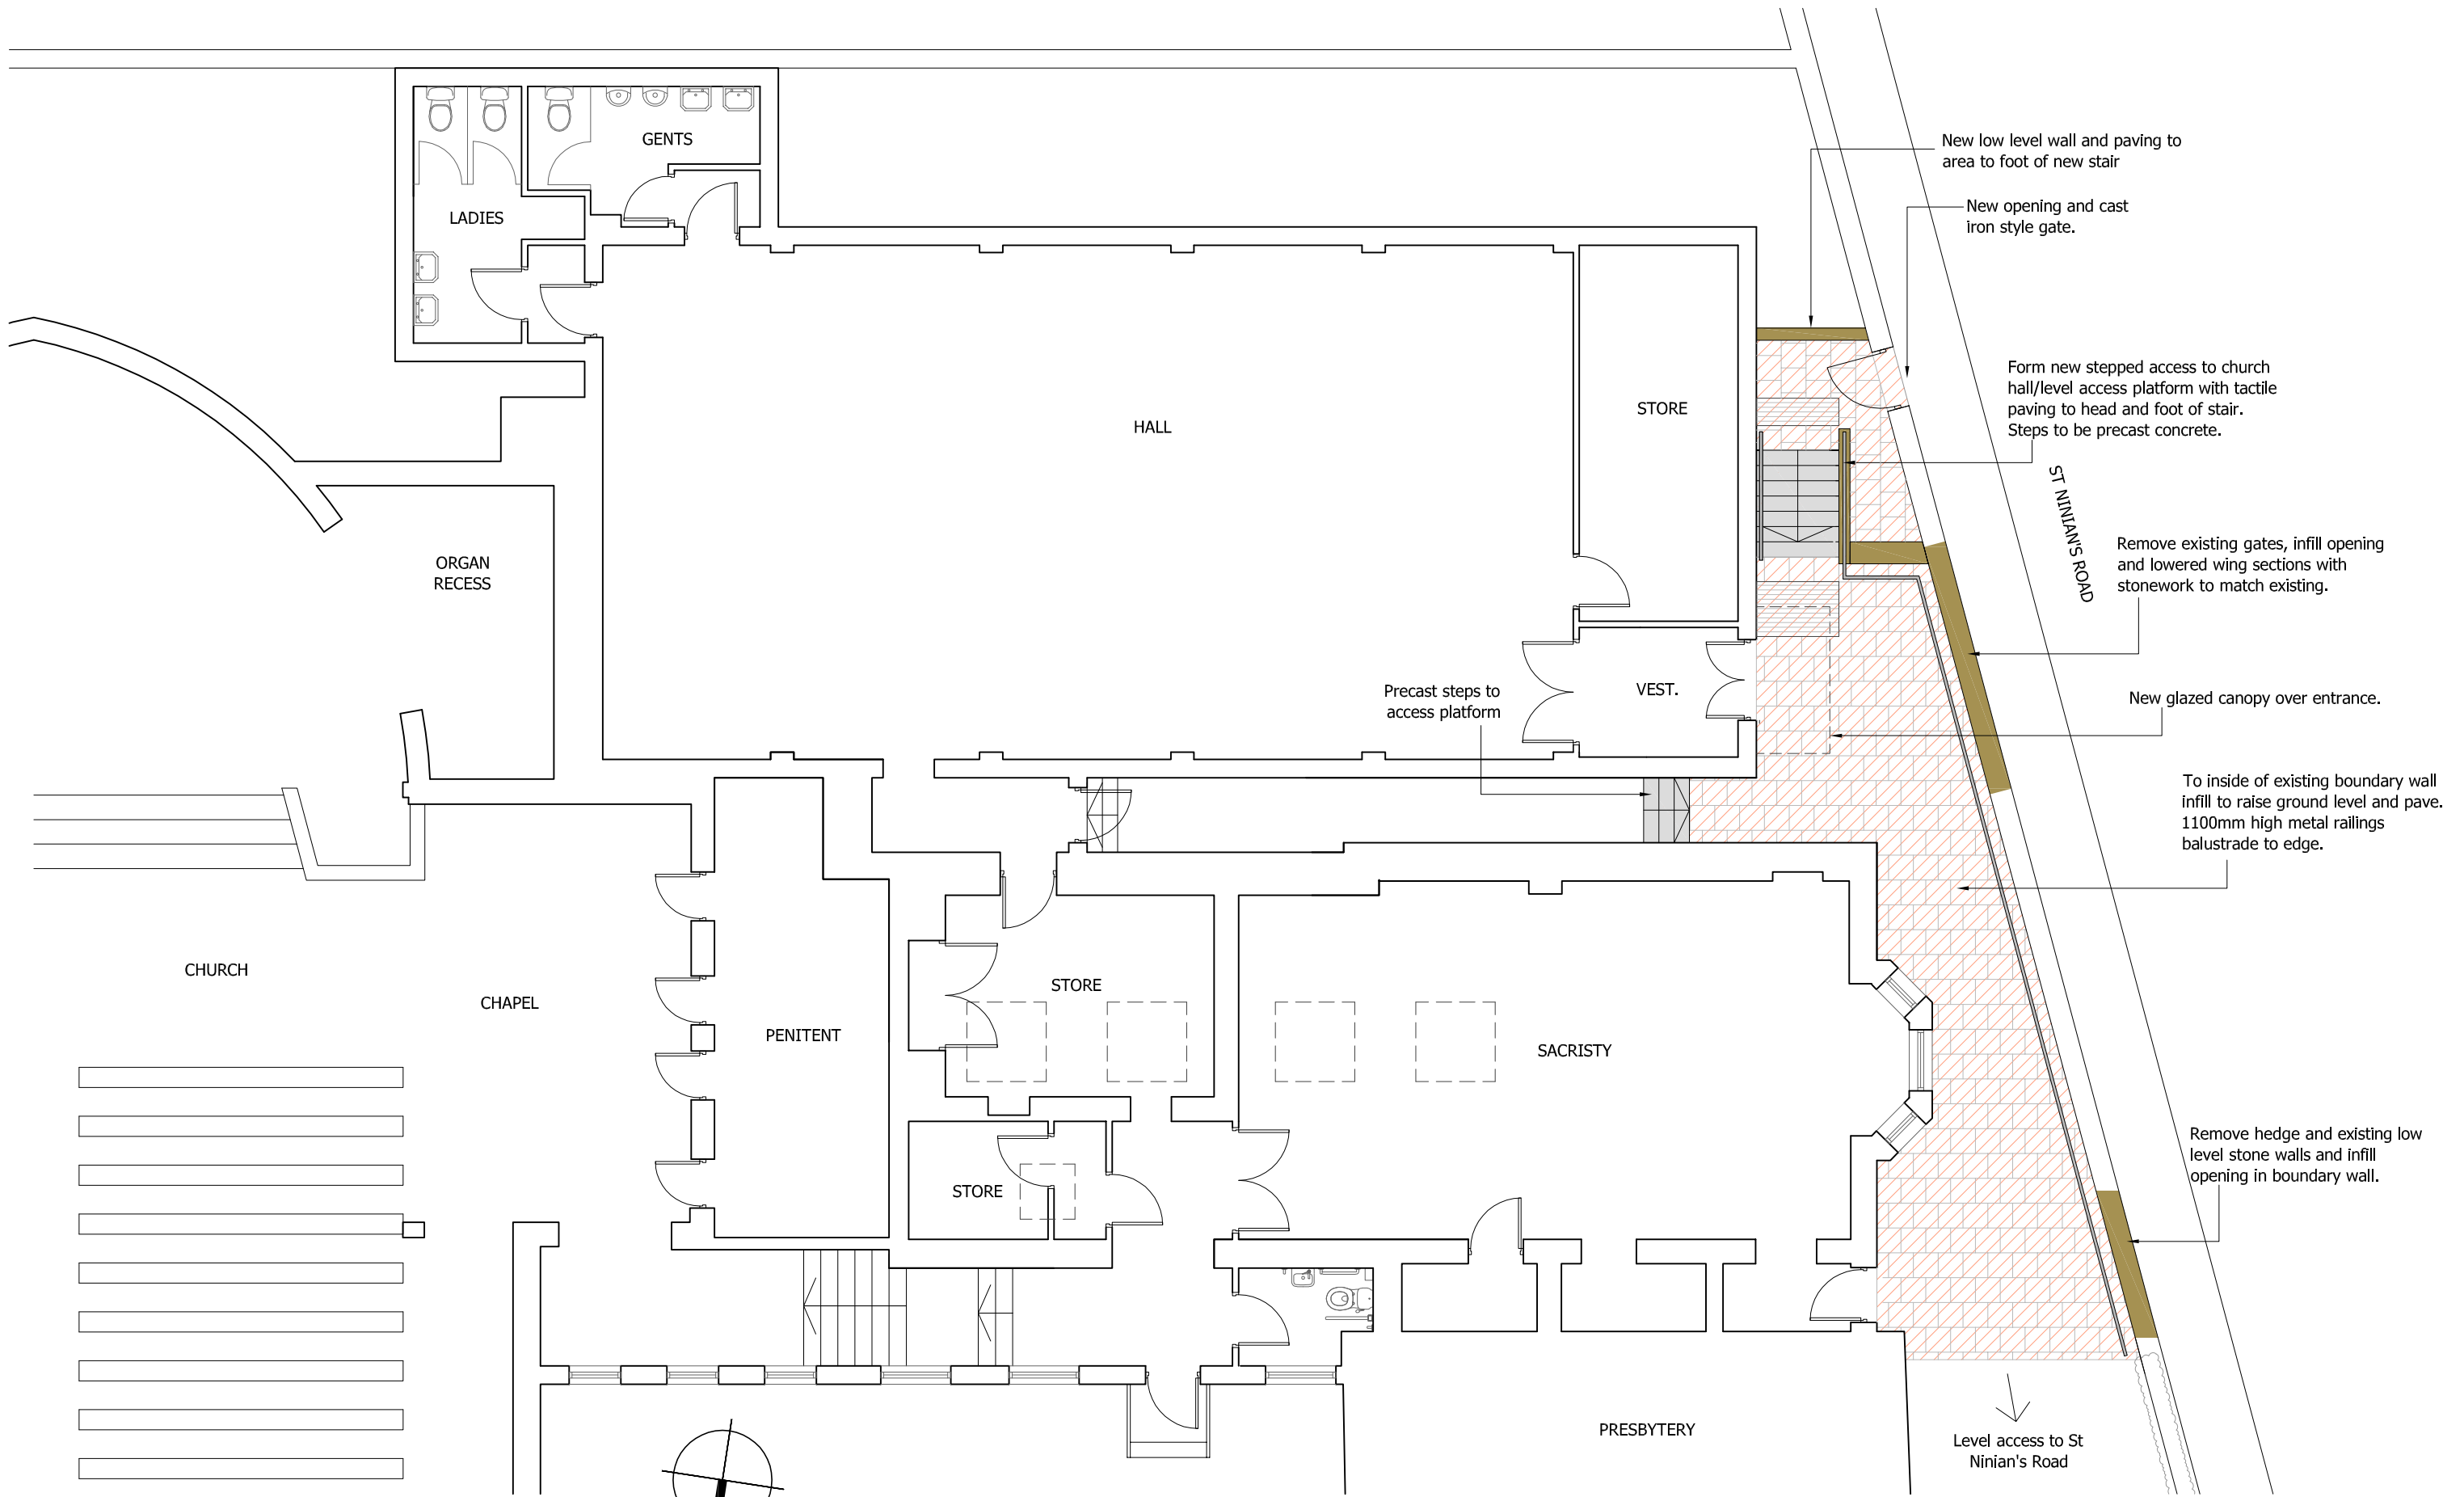 GENTS
LADIES
HALL
STORE
ORGAN
RECESS
VEST.
Precast steps to
access platform
CHURCH
CHAPEL
PENITENT
STORE
SACRISTY
STORE
PRESBYTERY
New low level wall and paving to
area to foot of new stair
New opening and cast
iron style gate.
Form new stepped access to church
hall/level access platform with tactile
paving to head and foot of stair.
Steps to be precast concrete.
ST NINIAN'S ROAD
Remove existing gates, infill opening
and lowered wing sections with
stonework to match existing.
New glazed canopy over entrance.
To inside of existing boundary wall
infill to raise ground level and pave.
1100mm high metal railings
balustrade to edge.
Remove hedge and existing low
level stone walls and infill
opening in boundary wall.
Level access to St
Ninian's Road